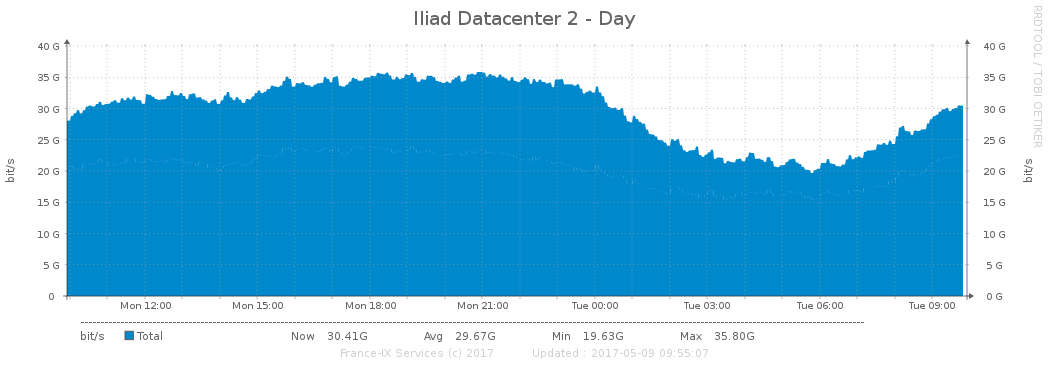 Iliad Datacenter 2 - Day
RRDTOOL / TOBI OETIKER
40 G 40 G
35 G 35 G
30 G 30 G
25 G 25 G
20 G 20 G
15 G 15 G
10 G 10 G
5 G 5 G
0 0 G
bit/s bit/s
Mon 12:00 Mon 15:00 Mon 18:00 Mon 21:00 Tue 00:00 Tue 03:00 Tue 06:00 Tue 09:00
bit/s Total Now 30.41G Avg 29.67G Min 19.63G Max 35.80G
France-IX Services (c) 2017 Updated : 2017-05-09 09:55:07